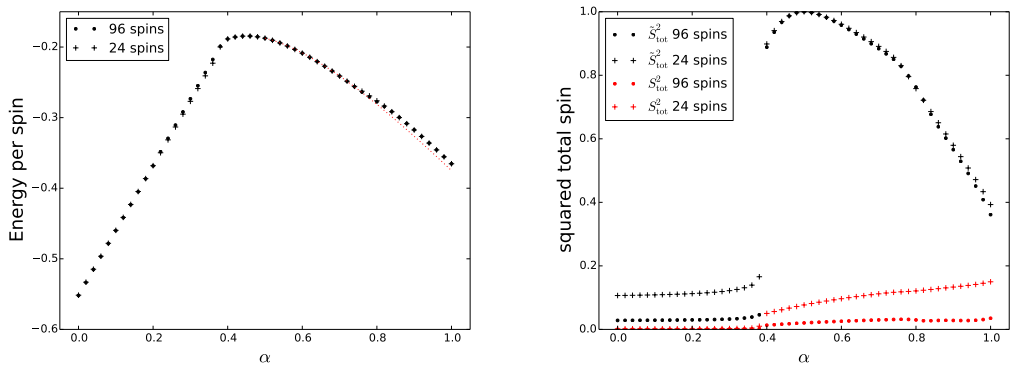 96 spins
24 spins
Energy per spin
−0.2
−0.3
−0.4
−0.5
−0.6
0.0 0.2 0.4 0.6 0.8 1.0
α
S̃²tot 96 spins
S̃²tot 24 spins
S²tot 96 spins
S²tot 24 spins
squared total spin
1.0
0.8
0.6
0.4
0.2
0.0
0.0 0.2 0.4 0.6 0.8 1.0
α